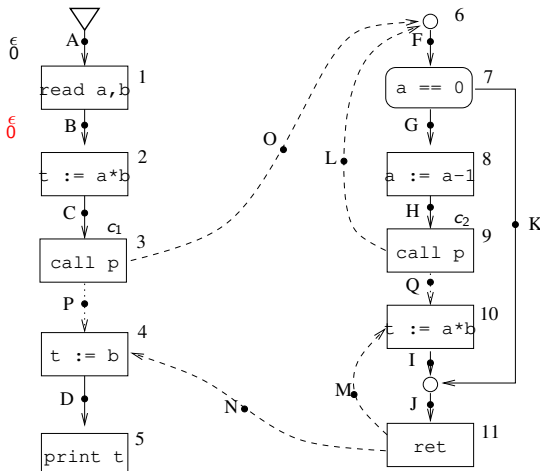 A
ϵ
0
1
read a,b
B
ϵ
0
2
t := a*b
C
c1
3
call p
P
4
t := b
D
5
print t
O
L
N
M
6
F
7
a == 0
G
K
8
a := a−1
H
c2
9
call p
Q
10
t := a*b
I
J
11
ret